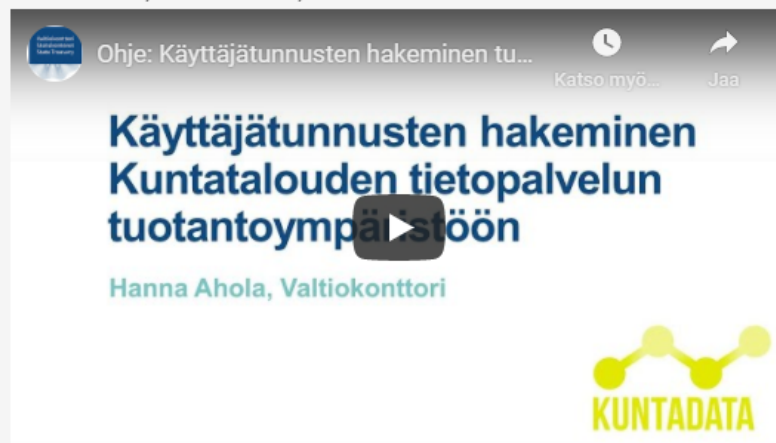 Ohje: Käyttäjätunnusten hakeminen tu...
Katso myö...
Jaa
Käyttäjätunnusten hakeminen
Kuntatalouden tietopalvelun
tuotantoympäristöön
Hanna Ahola, Valtiokonttori
KUNTADATA